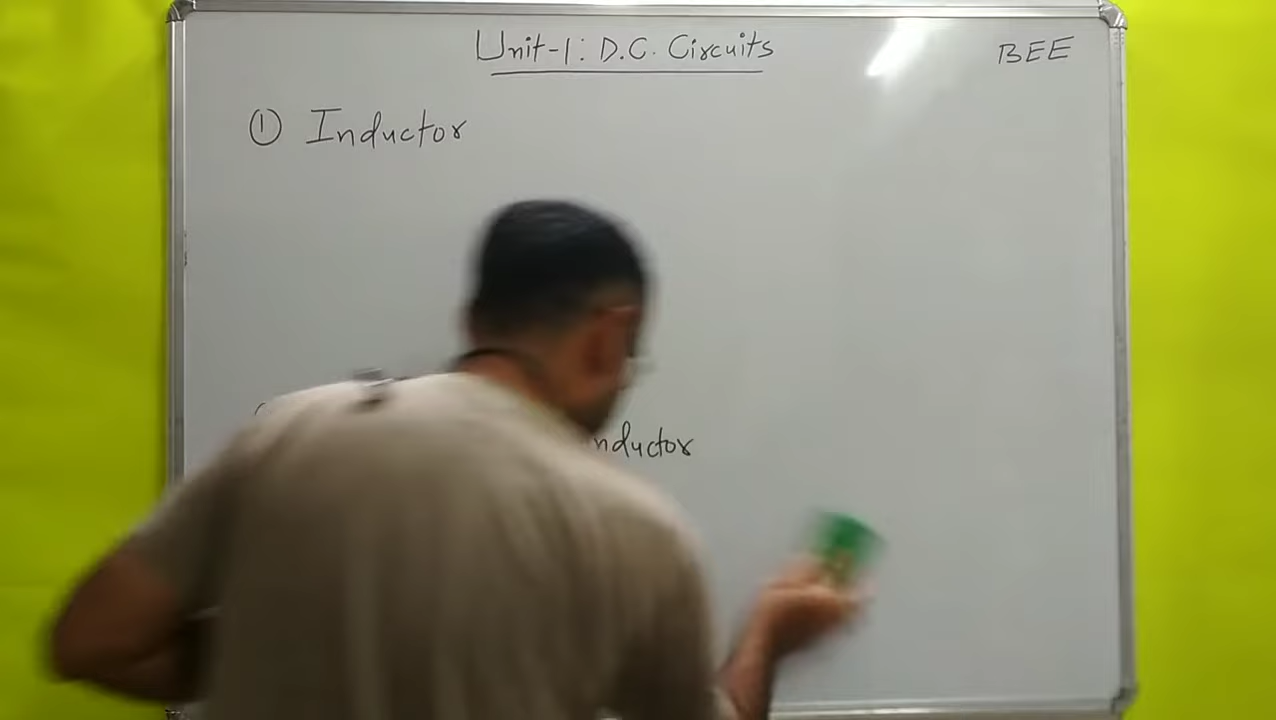 Unit-1: D.C. Circuits
BEE
① Inductor
nductor